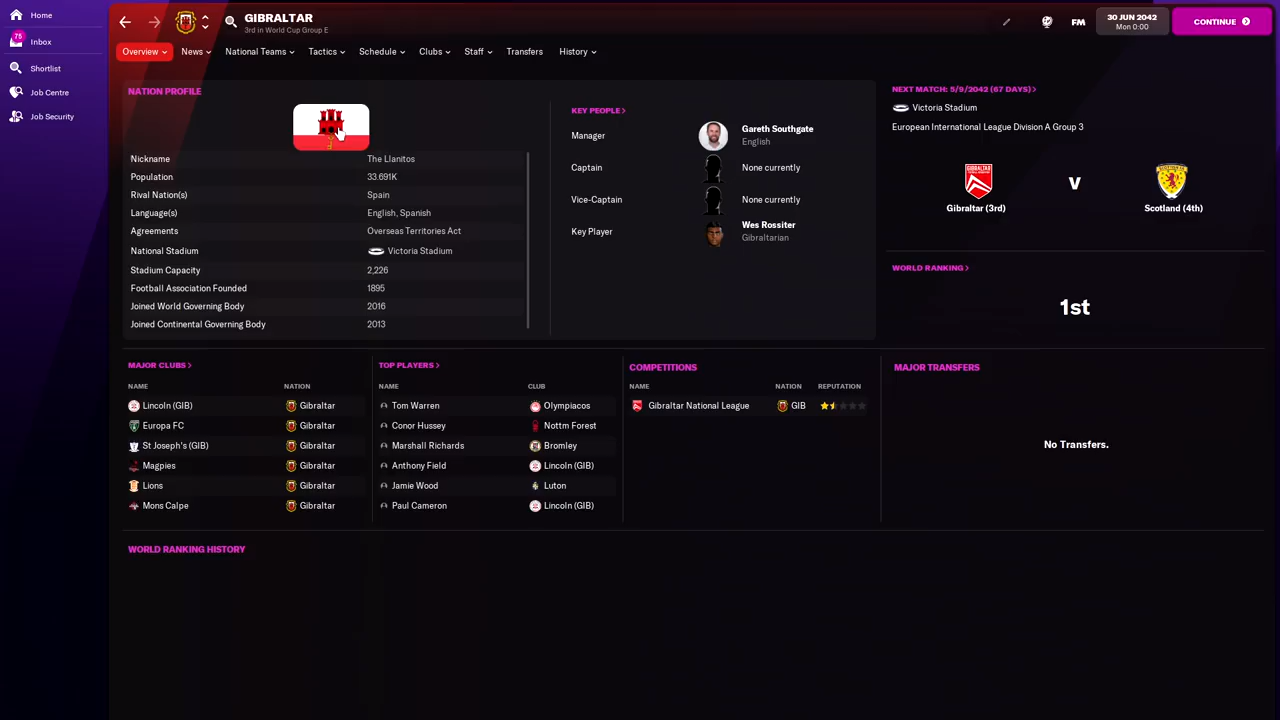 Home
75
Inbox
Shortlist
Job Centre
Job Security
GIBRALTAR
3rd in World Cup Group E
FM
30 JUN 2042
Mon 0:00
CONTINUE
Overview News National Teams Tactics Schedule Clubs Staff Transfers History
NATION PROFILE
Nickname The Llanitos
Population 33.691K
Rival Nation(s) Spain
Language(s) English, Spanish
Agreements Overseas Territories Act
National Stadium Victoria Stadium
Stadium Capacity 2,226
Football Association Founded 1895
Joined World Governing Body 2016
Joined Continental Governing Body 2013
KEY PEOPLE
Manager Gareth Southgate
English
Captain None currently
Vice-Captain None currently
Key Player Wes Rossiter
Gibraltarian
NEXT MATCH: 5/9/2042 (67 DAYS)
Victoria Stadium
European International League Division A Group 3
V
Gibraltar (3rd) Scotland (4th)
WORLD RANKING
1st
MAJOR CLUBS
NAME NATION
Lincoln (GIB) Gibraltar
Europa FC Gibraltar
St Joseph's (GIB) Gibraltar
Magpies Gibraltar
Lions Gibraltar
Mons Calpe Gibraltar
TOP PLAYERS
NAME CLUB
Tom Warren Olympiacos
Conor Hussey Nottm Forest
Marshall Richards Bromley
Anthony Field Lincoln (GIB)
Jamie Wood Luton
Paul Cameron Lincoln (GIB)
COMPETITIONS
NAME NATION REPUTATION
Gibraltar National League GIB
MAJOR TRANSFERS
No Transfers.
WORLD RANKING HISTORY